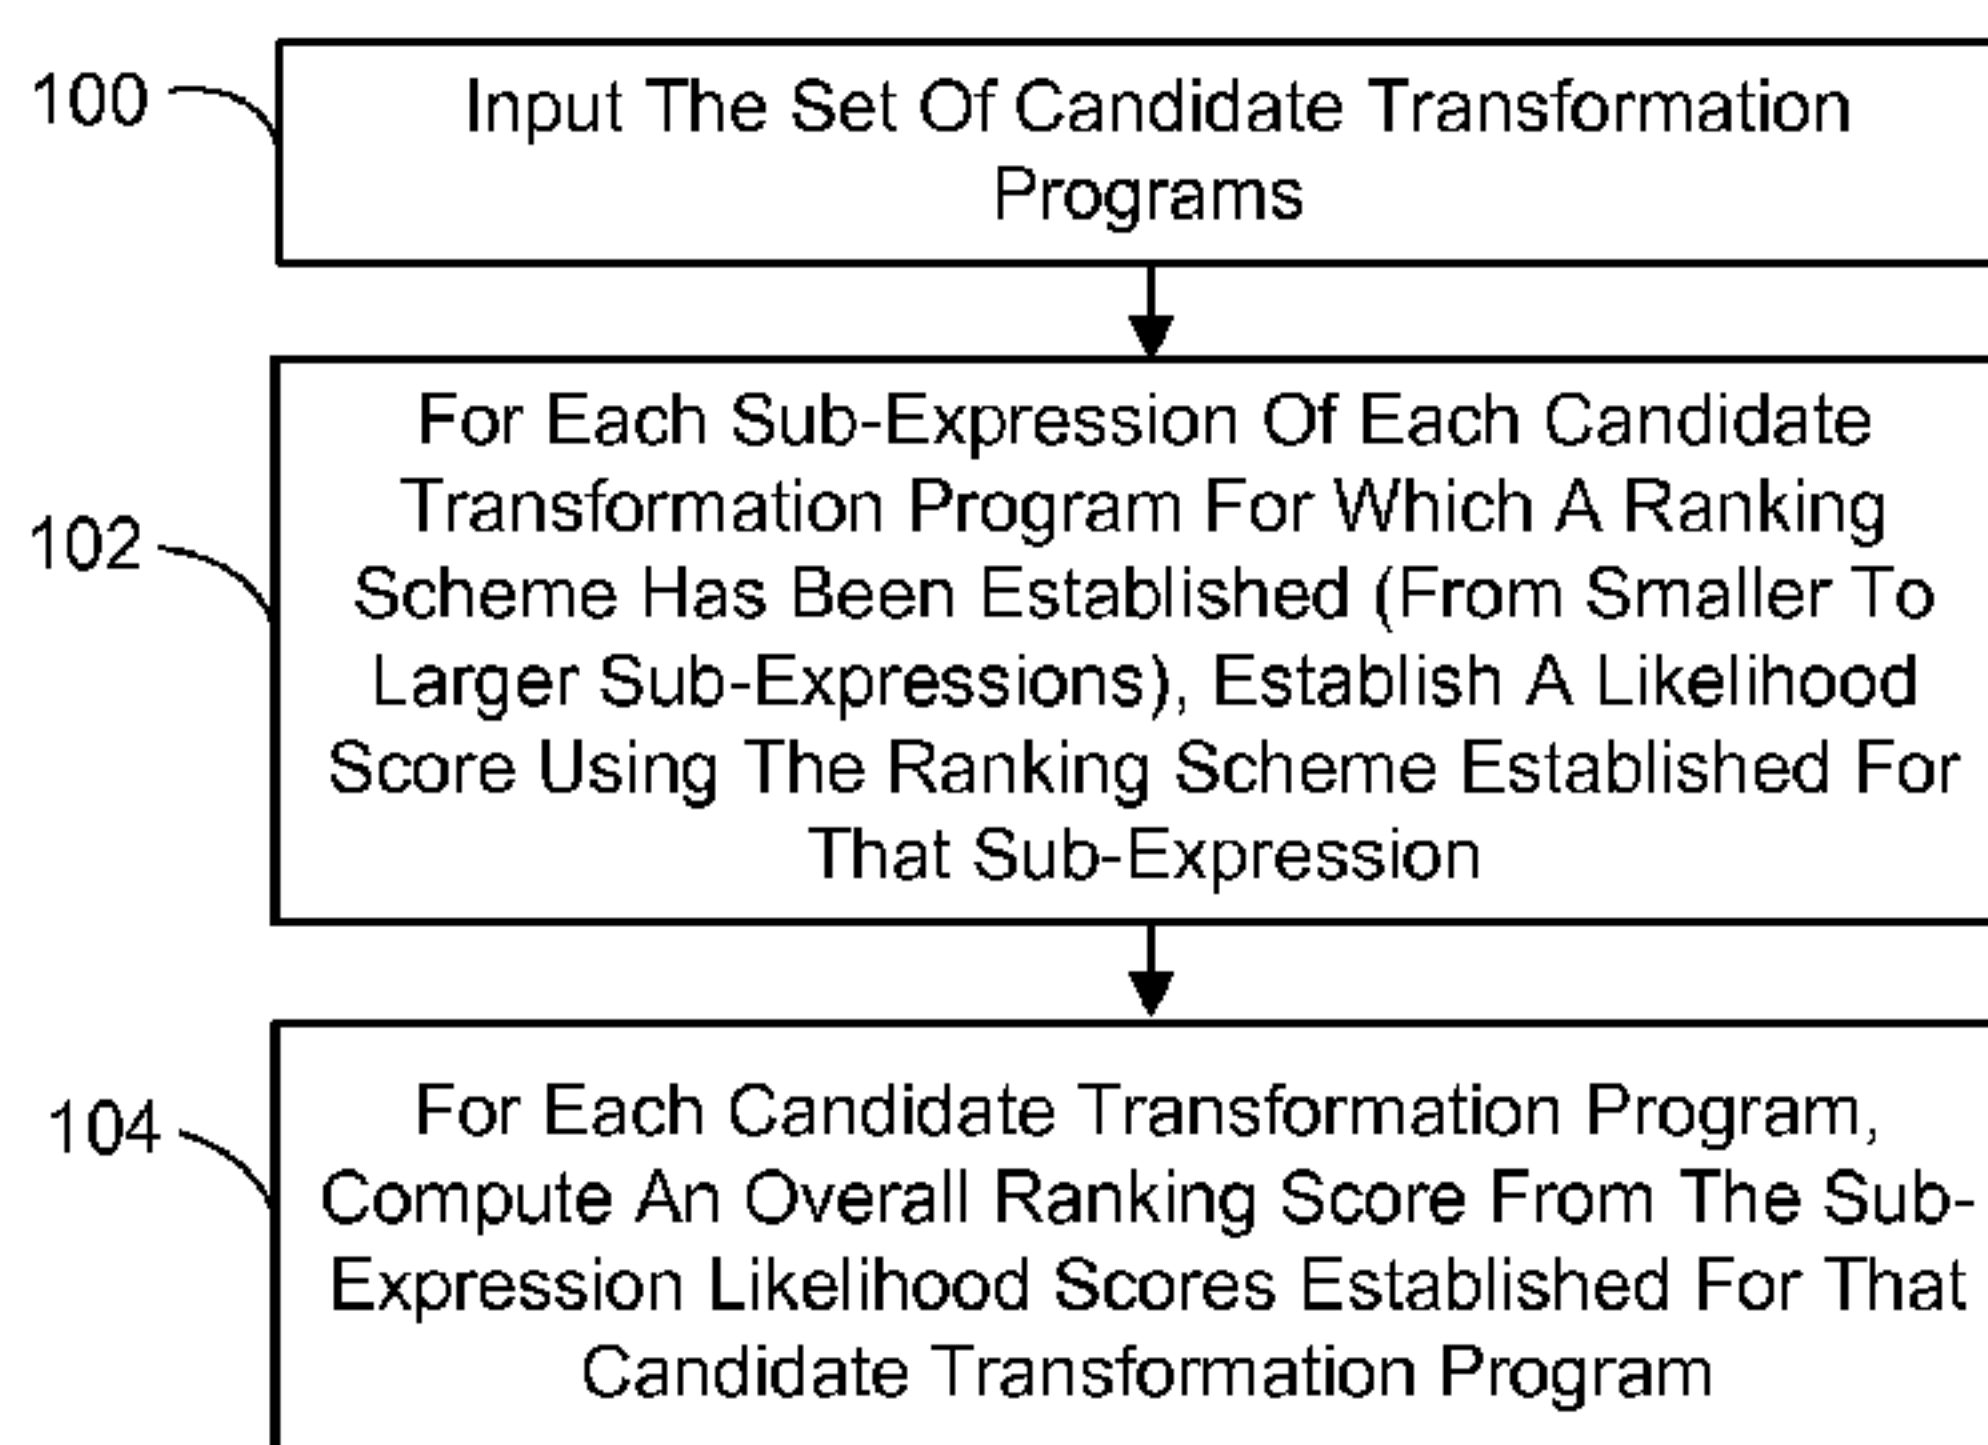 100
Input The Set Of Candidate Transformation
Programs
102
For Each Sub-Expression Of Each Candidate
Transformation Program For Which A Ranking
Scheme Has Been Established (From Smaller To
Larger Sub-Expressions), Establish A Likelihood
Score Using The Ranking Scheme Established For
That Sub-Expression
104
For Each Candidate Transformation Program,
Compute An Overall Ranking Score From The Sub-
Expression Likelihood Scores Established For That
Candidate Transformation Program